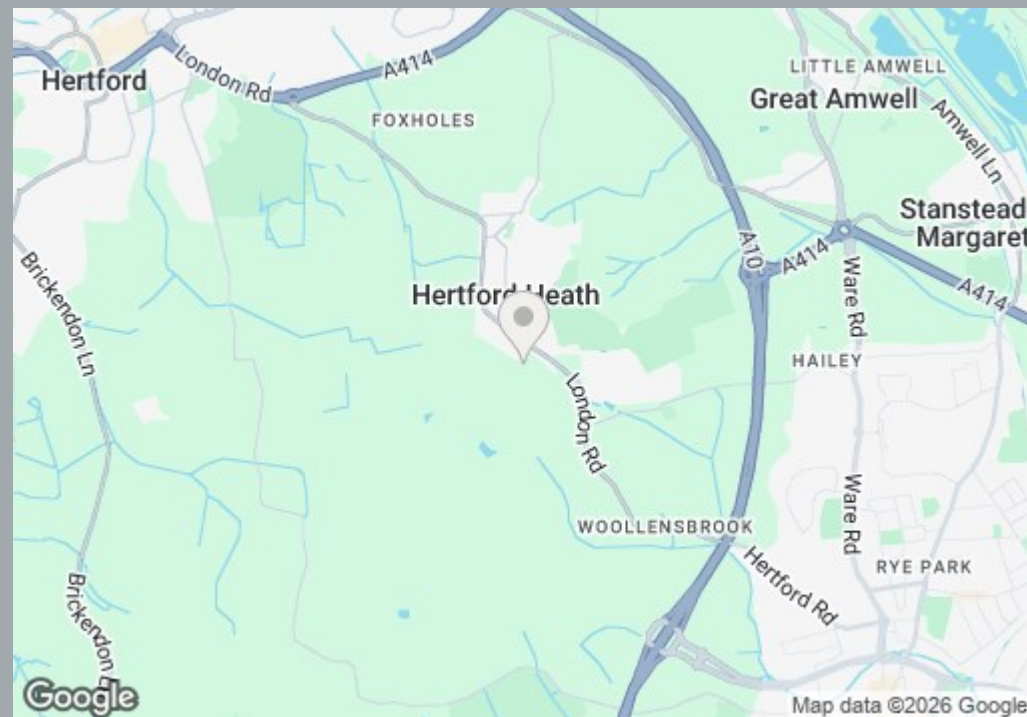 Hertford
London Rd
A414
FOXHOLES
LITTLE AMWELL
Great Amwell
Amwell Ln
Stanstead
Margaret
A10
A414
A414
Ware Rd
Brickendon Ln
Hertford Heath
HAILEY
London Rd
Ware Rd
WOOLLENSBROOK
Hertford Rd
RYE PARK
Brickendon L
Google
Map data ©2026 Google